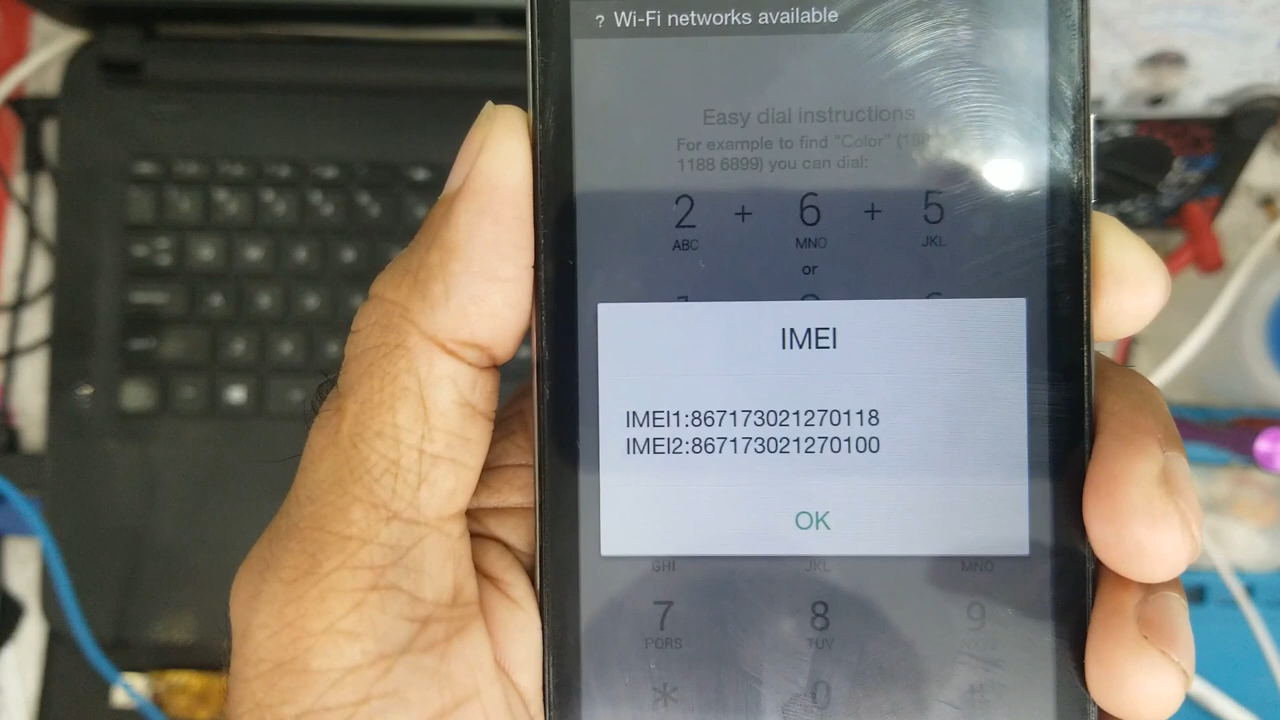 ? Wi-Fi networks available
Easy dial instructions
For example to find "Color"
1188 6899) you can dial:
2 + 6 + 5
ABC MNO JKL
or
IMEI
IMEI1:867173021270118
IMEI2:867173021270100
OK
GHI JKL MNO
7 8 9
PQRS TUV
* 0